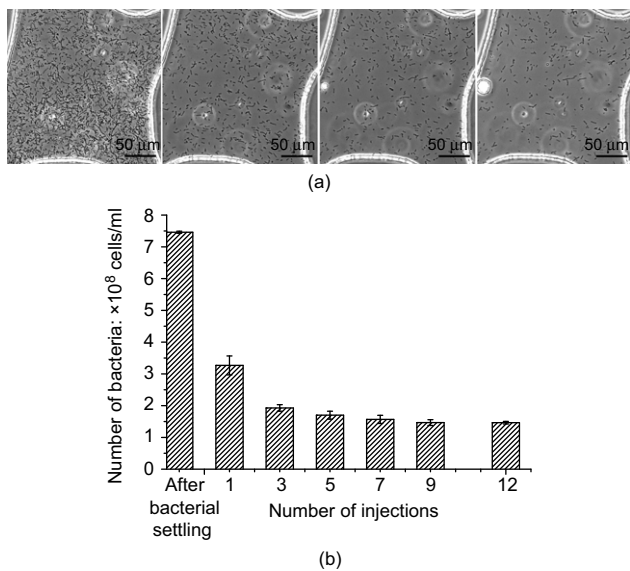 50 µm 50 µm 50 µm 50 µm
(a)
8
7
6
5
4
3
2
1
0
Number of bacteria: ×10⁸ cells/ml
After bacterial settling
1 3 5 7 9 12
Number of injections
(b)